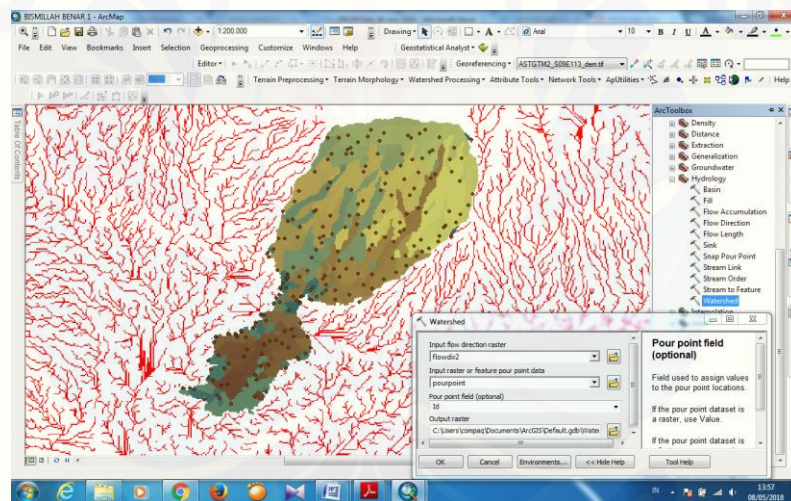 BISMILLAH BENAR 1 - ArcMap
1:200.000
Drawing
A
Arial
10
B I U A
File Edit View Bookmarks Insert Selection Geoprocessing Customize Windows Help
Geostatistical Analyst
Editor
Georeferencing ASTGTM2_S09E113_dem.tif
Terrain Preprocessing Terrain Morphology Watershed Processing Attribute Tools Network Tools ApUtilities Help
Table Of Contents
ArcToolbox
Density
Distance
Extraction
Generalization
Groundwater
Hydrology
Basin
Fill
Flow Accumulation
Flow Direction
Flow Length
Sink
Snap Pour Point
Stream Link
Stream Order
Stream to Feature
Watershed
Interpolation
Watershed
Input flow direction raster
flowdir2
Input raster or feature pour point data
pourpoint
Pour point field (optional)
Id
Output raster
C:\Users\compaq\Documents\ArcGIS\Default.gdb\Water
OK Cancel Environments... << Hide Help Tool Help
Pour point field
(optional)
Field used to assign values
to the pour point locations.
If the pour point dataset is
a raster, use Value.
If the pour point dataset is
IN
13:57
08/05/2018